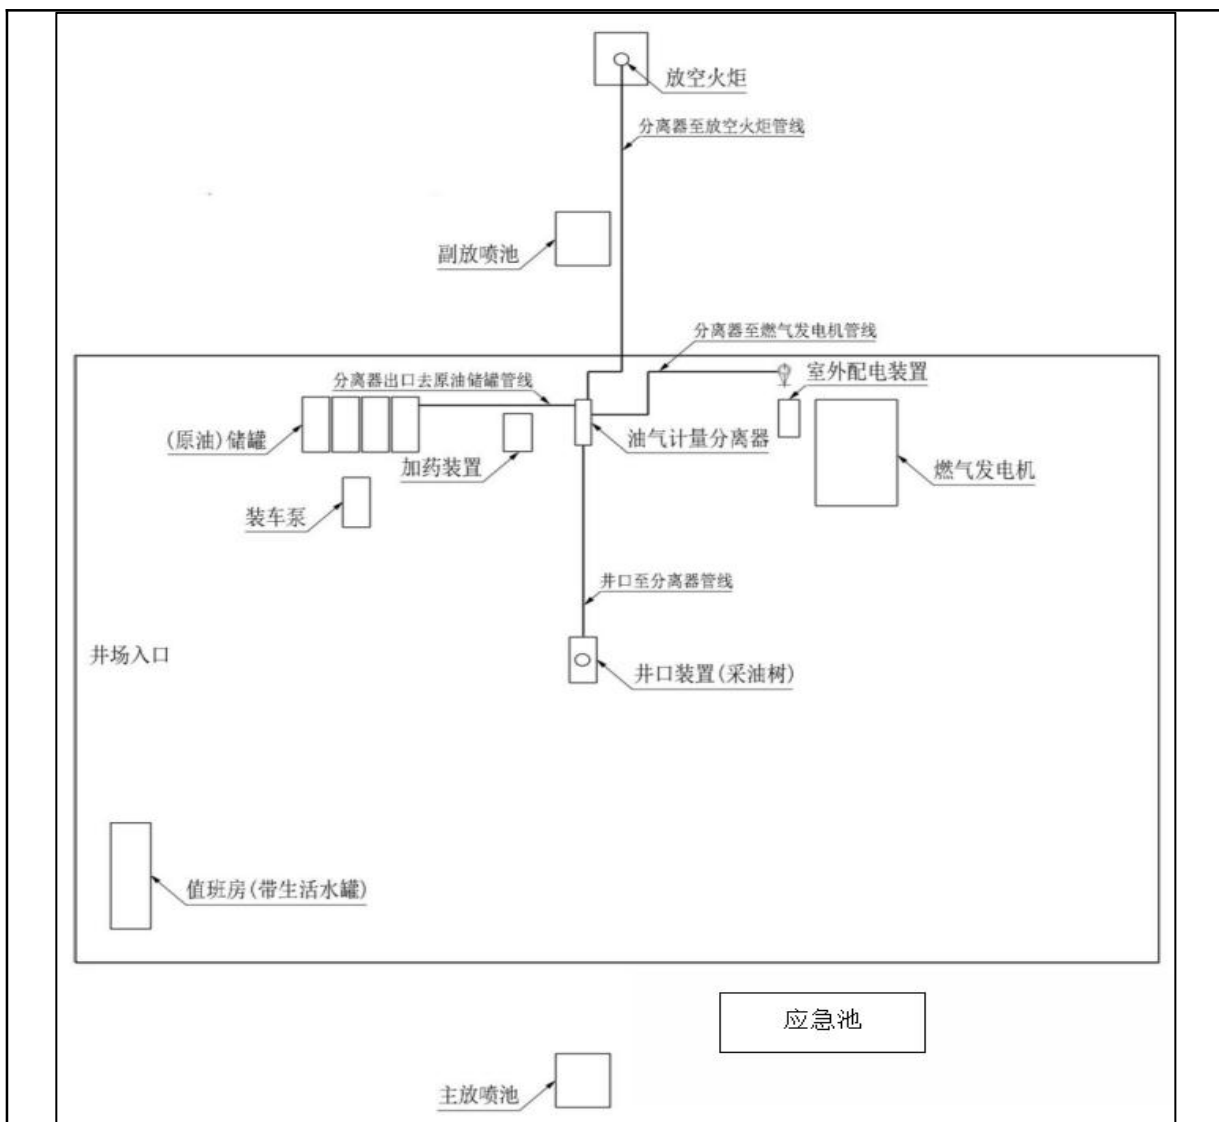 放空火炬
分离器至放空火炬管线
副放喷池
分离器至燃气发电机管线
室外配电装置
分离器出口去原油储罐管线
(原油)储罐
加药装置
油气计量分离器
燃气发电机
装车泵
井口至分离器管线
井场入口
井口装置(采油树)
值班房(带生活水罐)
应急池
主放喷池